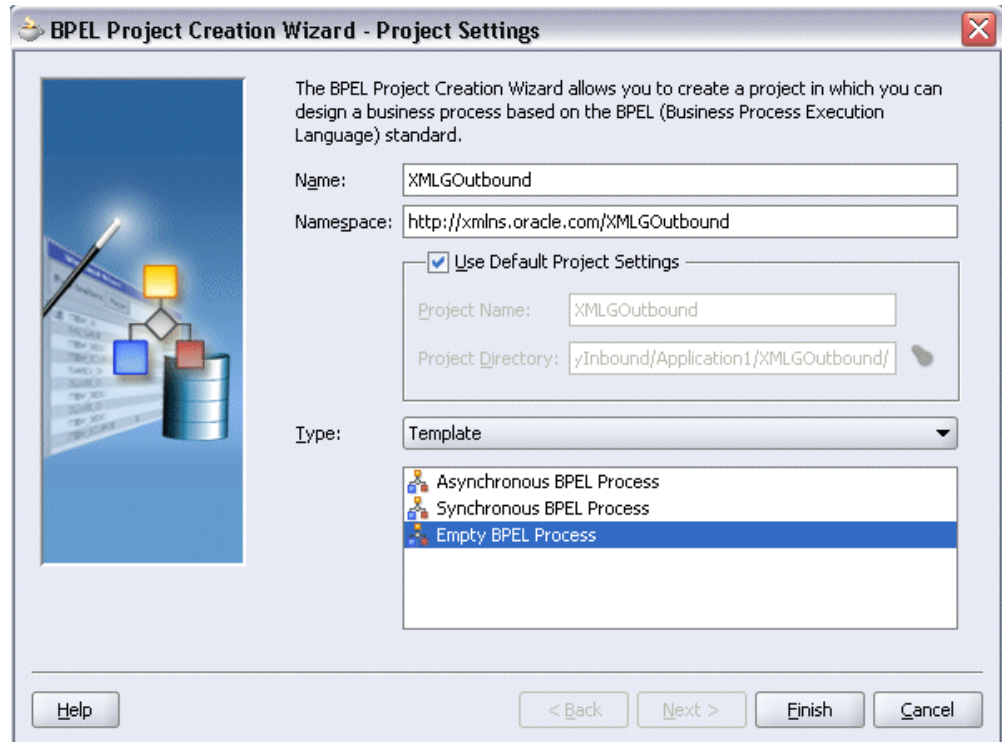 BPEL Project Creation Wizard - Project Settings
The BPEL Project Creation Wizard allows you to create a project in which you can
design a business process based on the BPEL (Business Process Execution
Language) standard.
Name: XMLGOutbound
Namespace: http://xmlns.oracle.com/XMLGOutbound
Use Default Project Settings
Project Name: XMLGOutbound
Project Directory: yInbound/Application1/XMLGOutbound/
Type: Template
Asynchronous BPEL Process
Synchronous BPEL Process
Empty BPEL Process
Help < Back Next > Finish Cancel